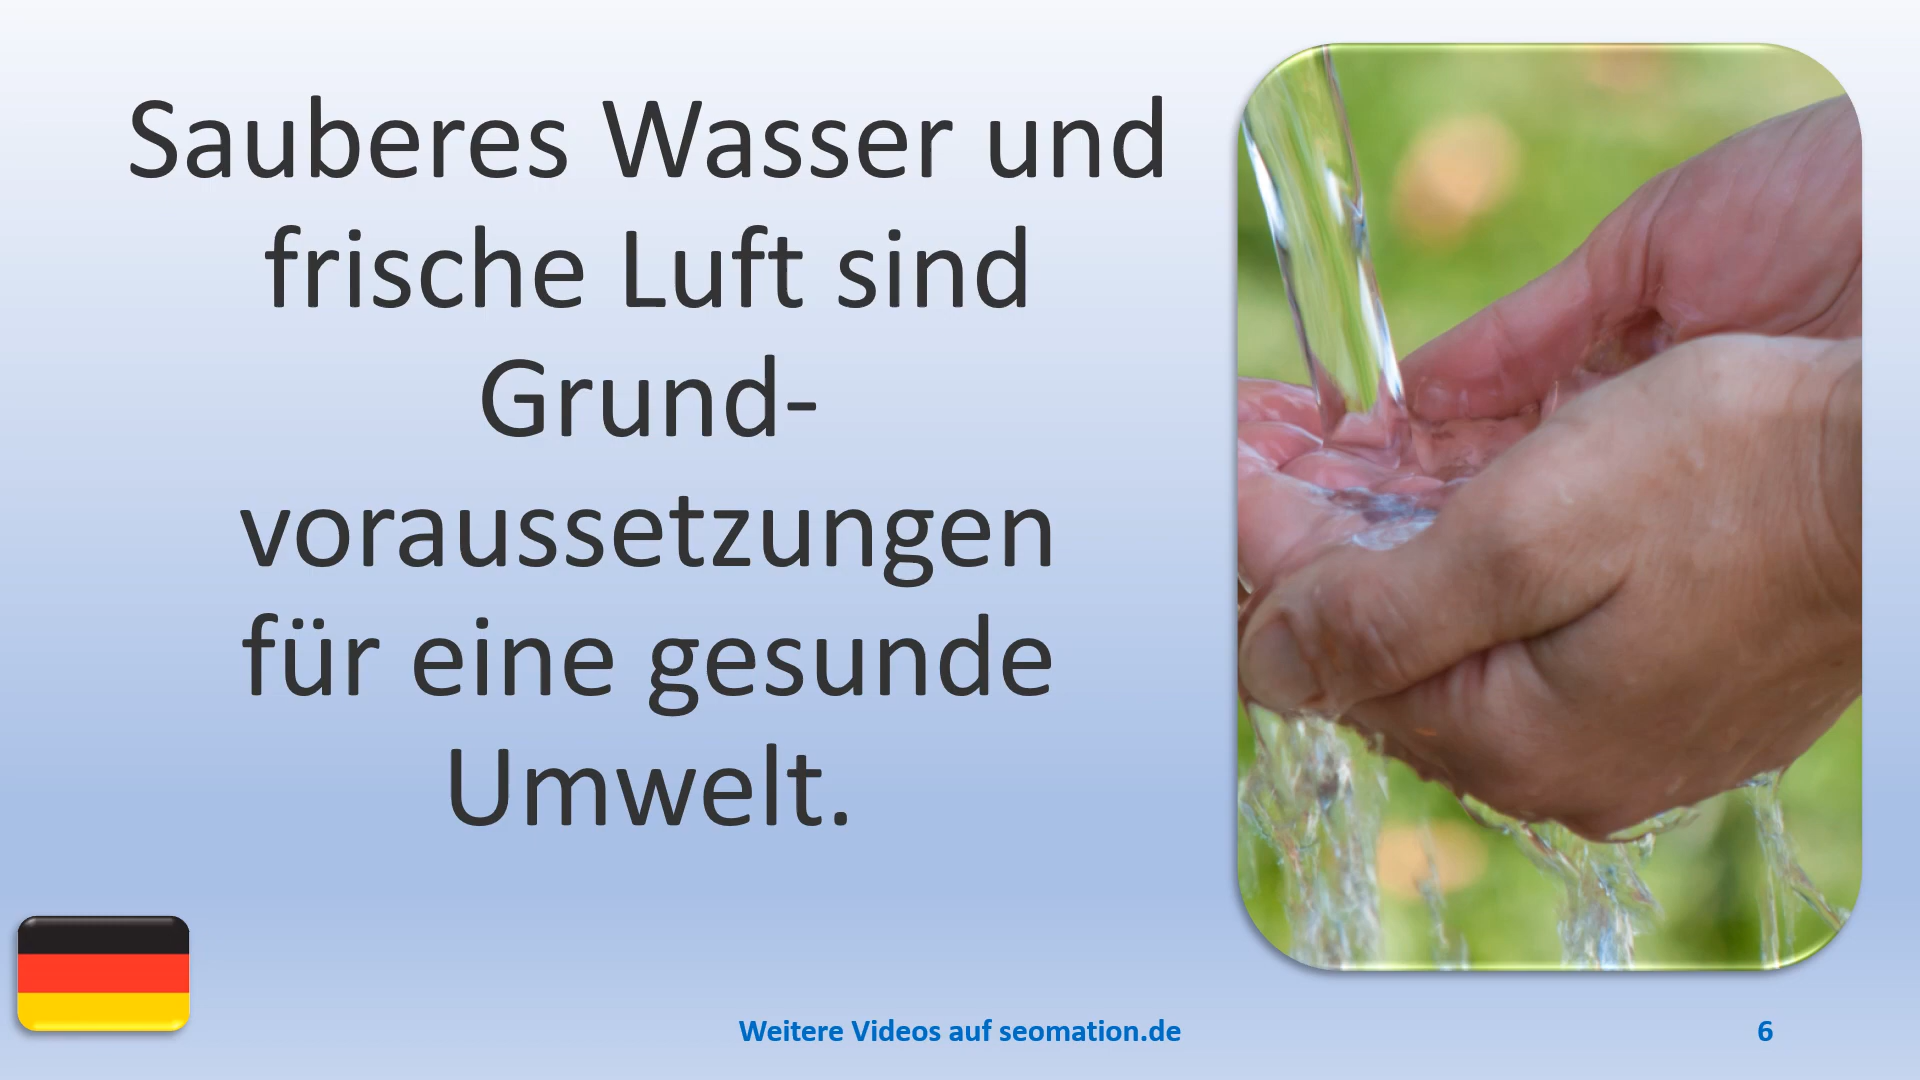 Sauberes Wasser und
frische Luft sind
Grund-
voraussetzungen
für eine gesunde
Umwelt.
Weitere Videos auf seomation.de
6